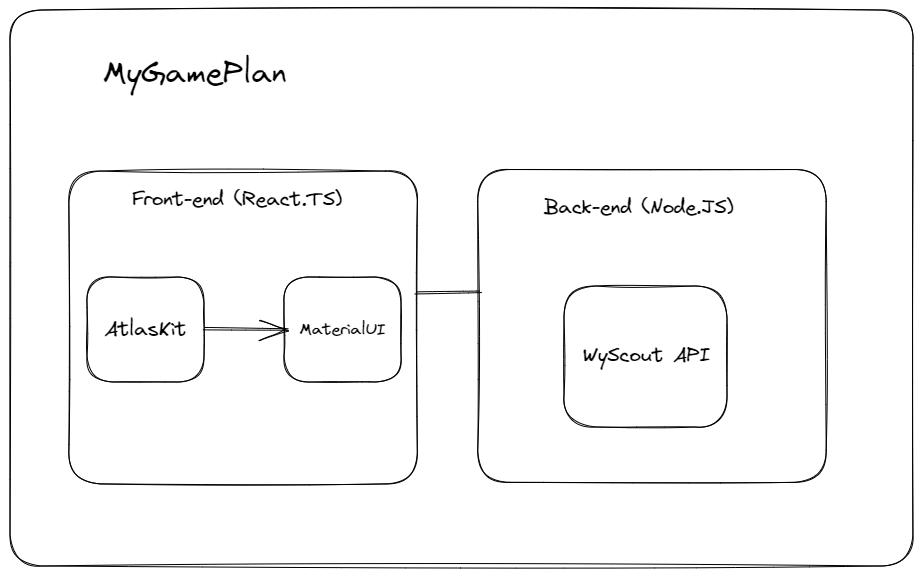 MyGamePlan
Front-end (React.TS)
Back-end (Node.JS)
AtlasKit
MaterialUI
WyScout API